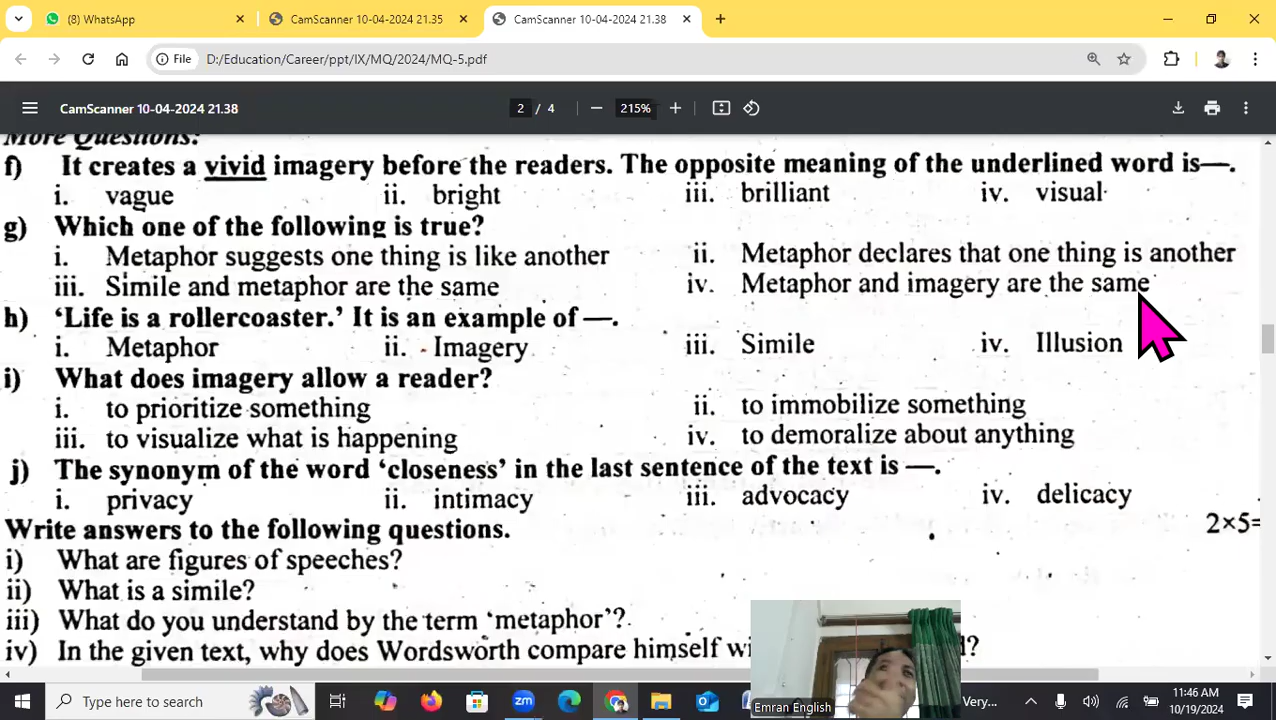 WhatsApp
CamScanner 10-04-2024 21.35
CamScanner 10-04-2024 21.38
File
D:/Education/Career/ppt/IX/MQ/2024/MQ-5.pdf
CamScanner 10-04-2024 21.38
2 / 4
215%
More Questions:
f) It creates a vivid imagery before the readers. The opposite meaning of the underlined word is—.
i. vague ii. bright iii. brilliant iv. visual
g) Which one of the following is true?
i. Metaphor suggests one thing is like another ii. Metaphor declares that one thing is another
iii. Simile and metaphor are the same iv. Metaphor and imagery are the same
h) ‘Life is a rollercoaster.’ It is an example of —.
i. Metaphor ii. Imagery iii. Simile iv. Illusion
i) What does imagery allow a reader?
i. to prioritize something ii. to immobilize something
iii. to visualize what is happening iv. to demoralize about anything
j) The synonym of the word ‘closeness’ in the last sentence of the text is —.
i. privacy ii. intimacy iii. advocacy iv. delicacy
Write answers to the following questions. 2×5=
i) What are figures of speeches?
ii) What is a simile?
iii) What do you understand by the term ‘metaphor’?
iv) In the given text, why does Wordsworth compare himself
Emran English
Type here to search
Very...
11:46 AM
10/19/2024